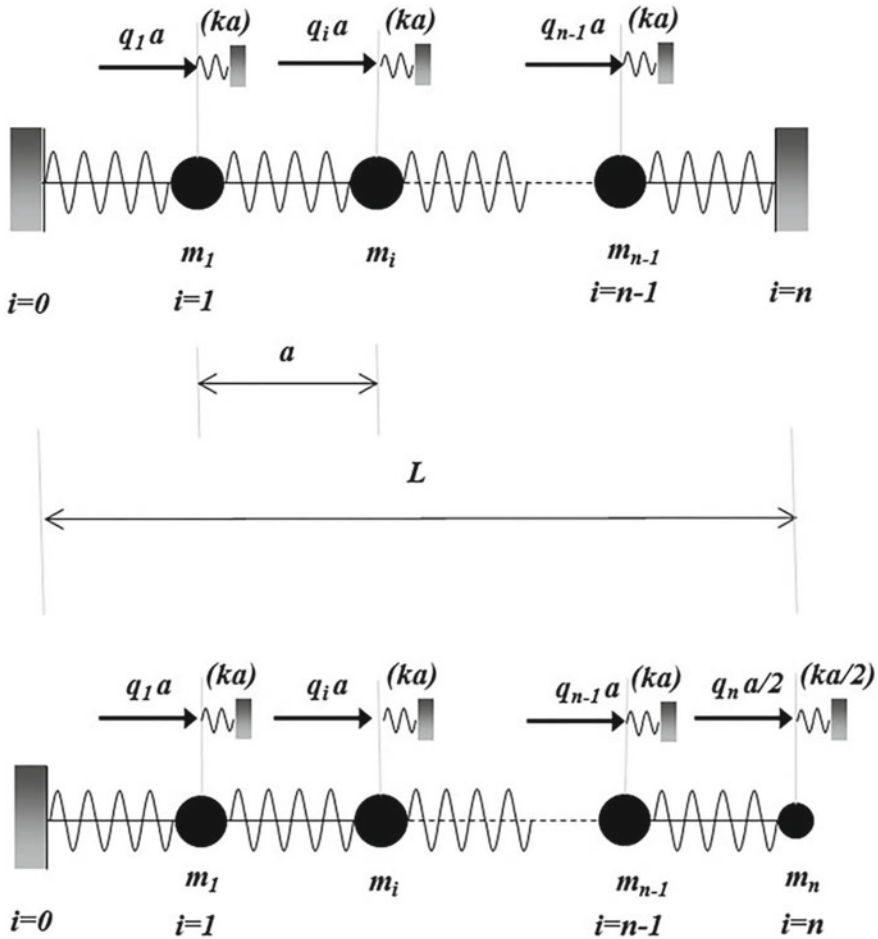 q₁a (ka) qᵢa (ka) qₙ₋₁a (ka)
m₁ mᵢ mₙ₋₁
i=0 i=1 i=n-1 i=n
a
L
q₁a (ka) qᵢa (ka) qₙ₋₁a (ka) qₙa/2 (ka/2)
m₁ mᵢ mₙ₋₁ mₙ
i=0 i=1 i=n-1 i=n